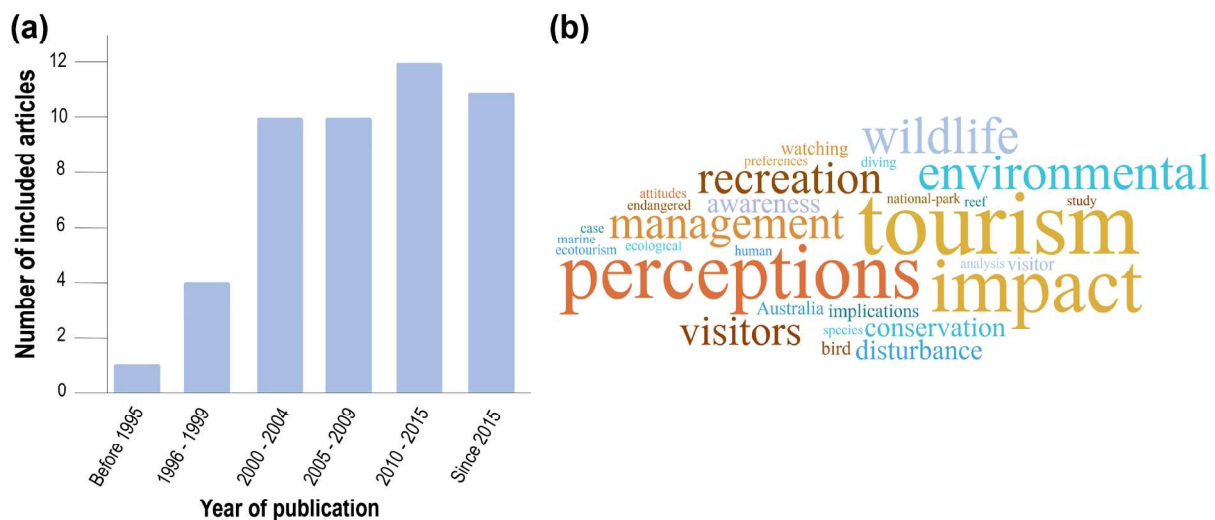 (a)
Number of included articles
12
10
8
6
4
2
0
Before 1995
1996 - 1999
2000 - 2004
2005 - 2009
2010 - 2015
Since 2015
Year of publication
(b)
wildlife
watching
preferences
diving
environmental
recreation
attitudes
national-park
reef
study
endangered
awareness
tourism
management
case
marine
ecological
human
ecotourism
perceptions
analysis
visitor
impact
Australia
implications
visitors
species
conservation
bird
disturbance